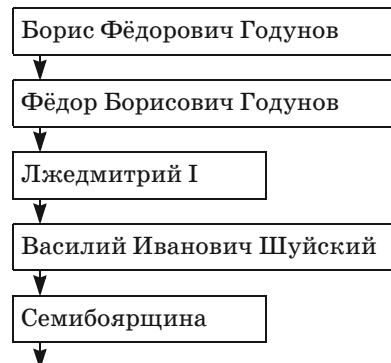 Борис Фёдорович Годунов
Фёдор Борисович Годунов
Лжедмитрий I
Василий Иванович Шуйский
Семибоярщина